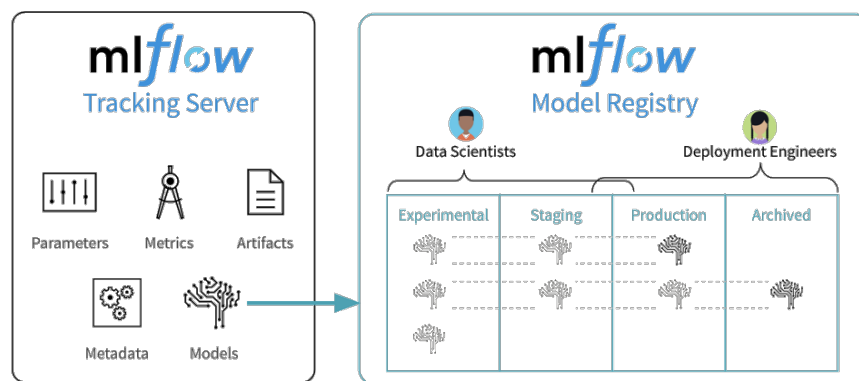 mlflow
Tracking Server
Parameters
Metrics
Artifacts
Metadata
Models
mlflow
Model Registry
Data Scientists
Deployment Engineers
Experimental
Staging
Production
Archived